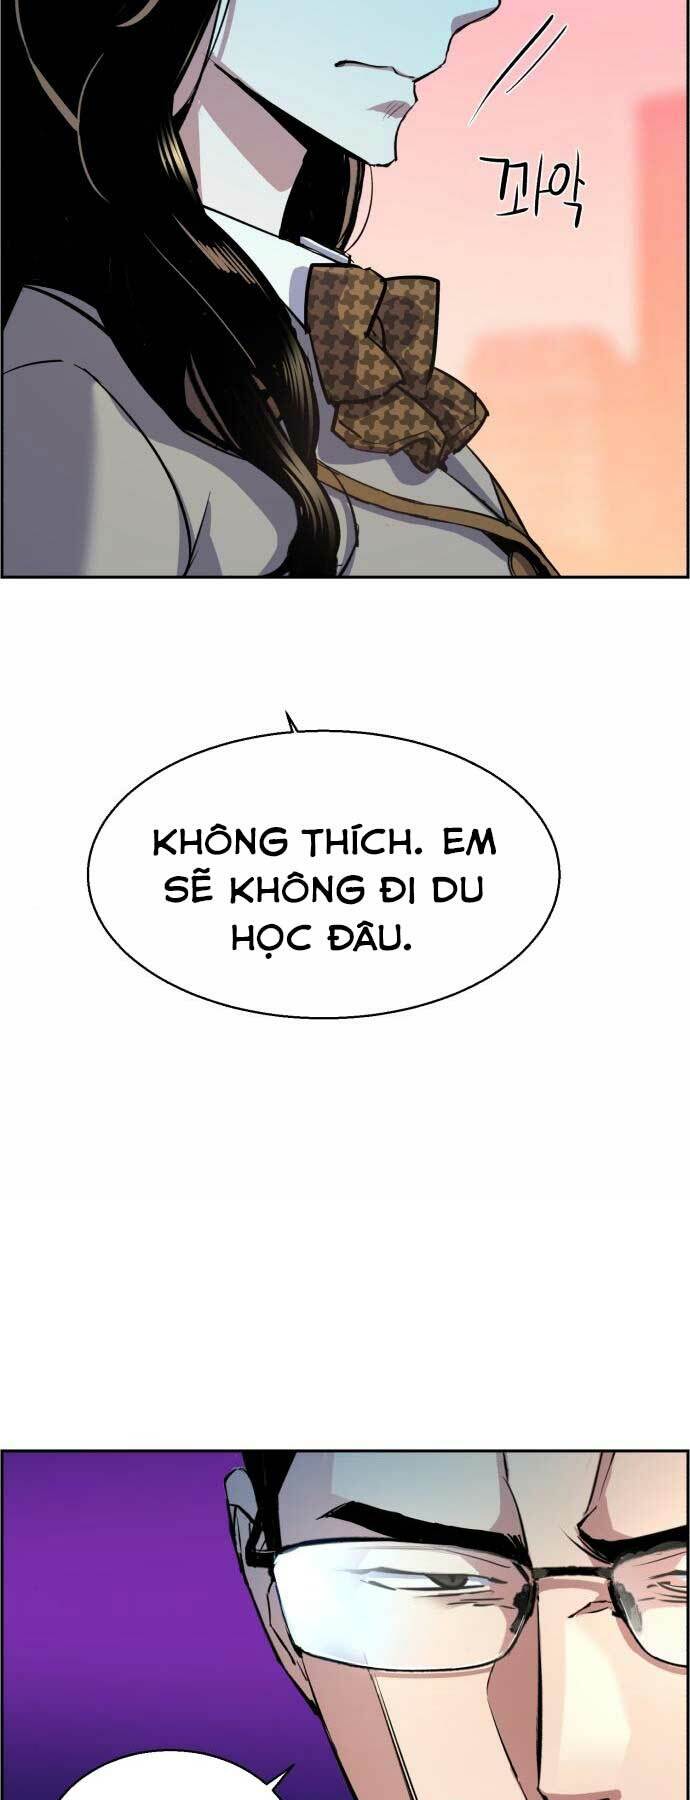 꽈악
KHÔNG THÍCH. EM
SẼ KHÔNG ĐI DU
HỌC ĐÂU.